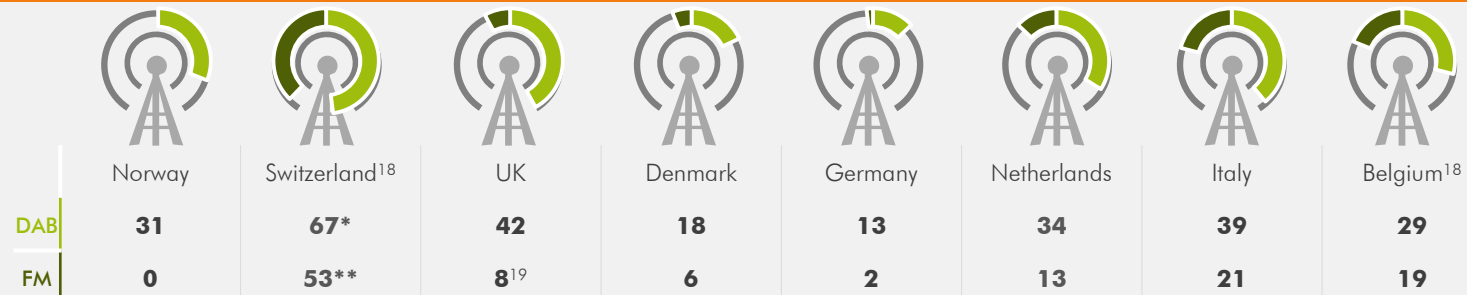 Norway Switzerland18 UK Denmark Germany Netherlands Italy Belgium18
DAB 31 67* 42 18 13 34 39 29
FM 0 53** 819 6 2 13 21 19